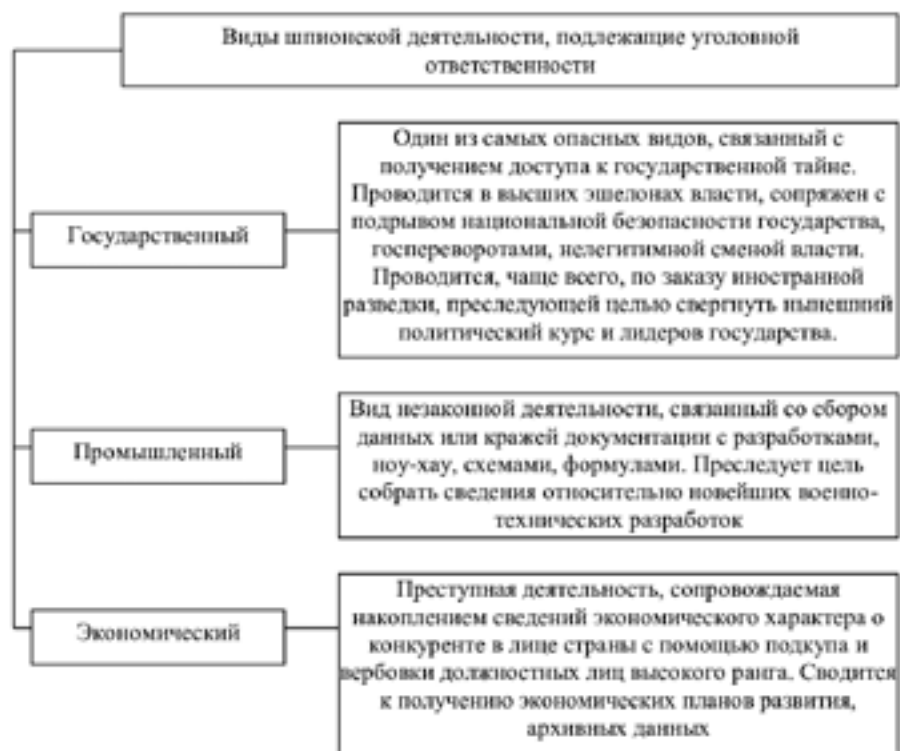 Виды шпионской деятельности, подлежащие уголовной
ответственности
Государственный
Один из самых опасных видов, связанный с
получением доступа к государственной тайне.
Проводится в высших эшелонах власти, сопряжен с
подрывом национальной безопасности государства,
госпереворотами, нелегитимной сменой власти.
Проводится, чаще всего, по заказу иностранной
разведки, преследующей целью свергнуть нынешний
политический курс и лидеров государства.
Промышленный
Вид незаконной деятельности, связанный со сбором
данных или кражей документации с разработками,
ноу-хау, схемами, формулами. Преследует цель
собрать сведения относительно новейших военно-
технических разработок
Экономический
Преступная деятельность, сопровождаемая
накоплением сведений экономического характера о
конкуренте в лице страны с помощью подкупа и
вербовки должностных лиц высокого ранга. Сводится
к получению экономических планов развития,
архивных данных